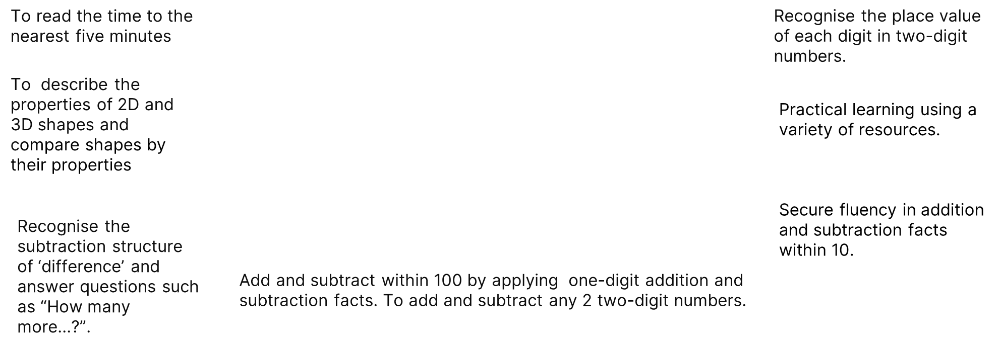 To read the time to the
nearest five minutes
To  describe the
properties of 2D and
3D shapes and
compare shapes by
their properties
Recognise the
subtraction structure
of ‘difference’ and
answer questions such
as “How many
more...?”.
Add and subtract within 100 by applying  one-digit addition and
subtraction facts. To add and subtract any 2 two-digit numbers.
Recognise the place value
of each digit in two-digit
numbers.
Practical learning using a
variety of resources.
Secure fluency in addition
and subtraction facts
within 10.